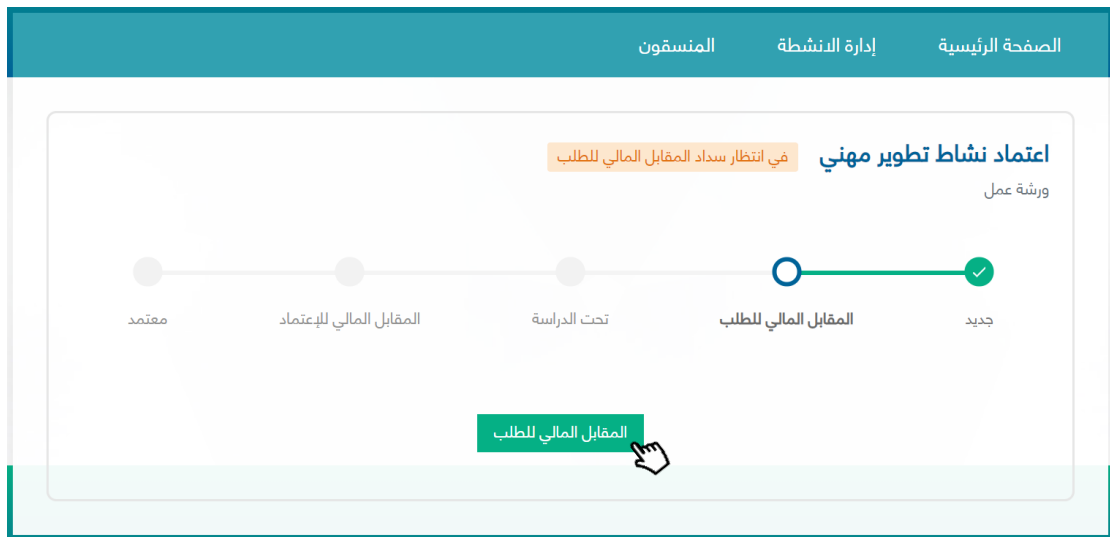 الصفحة الرئيسية إدارة الانشطة المنسقون
اعتماد نشاط تطوير مهني في انتظار سداد المقابل المالي للطلب
ورشة عمل
جديد المقابل المالي للطلب تحت الدراسة المقابل المالي للإعتماد معتمد
المقابل المالي للطلب